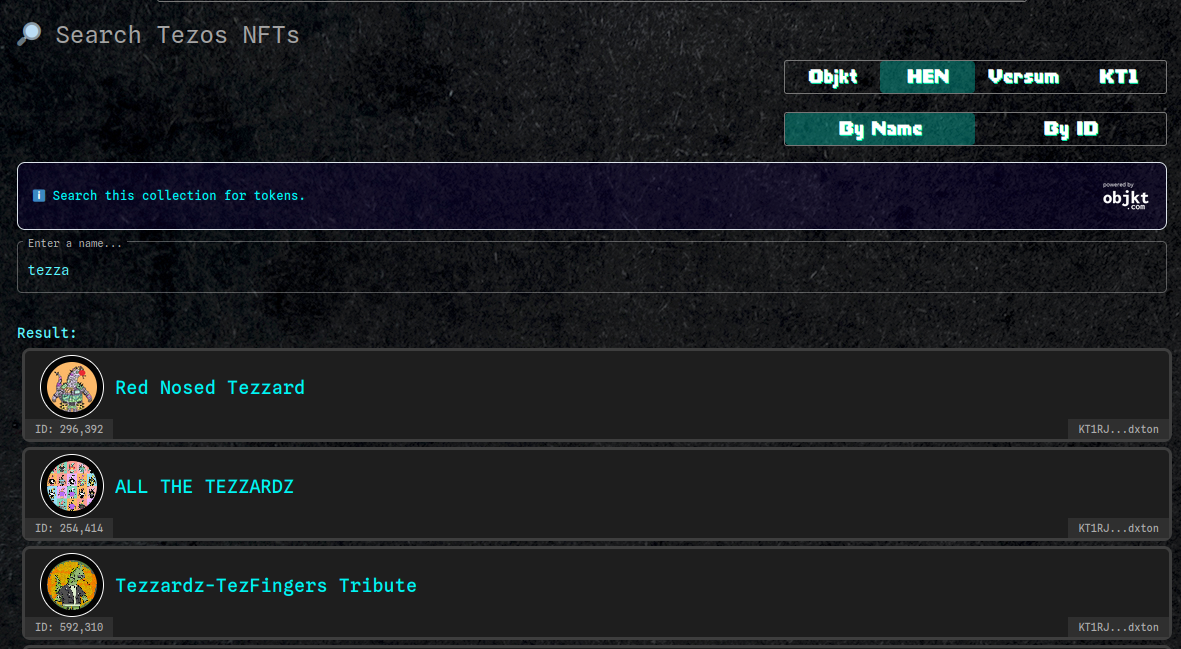 🔎 Search Tezos NFTs
Objkt HEN Versum KT1
By Name By ID
ℹ️ Search this collection for tokens.
powered by
objkt
.com
Enter a name...
tezza
Result:
Red Nosed Tezzard
ID: 296,392 KT1RJ...dxton
ALL THE TEZZARDZ
ID: 254,414 KT1RJ...dxton
Tezzardz-TezFingers Tribute
ID: 592,310 KT1RJ...dxton